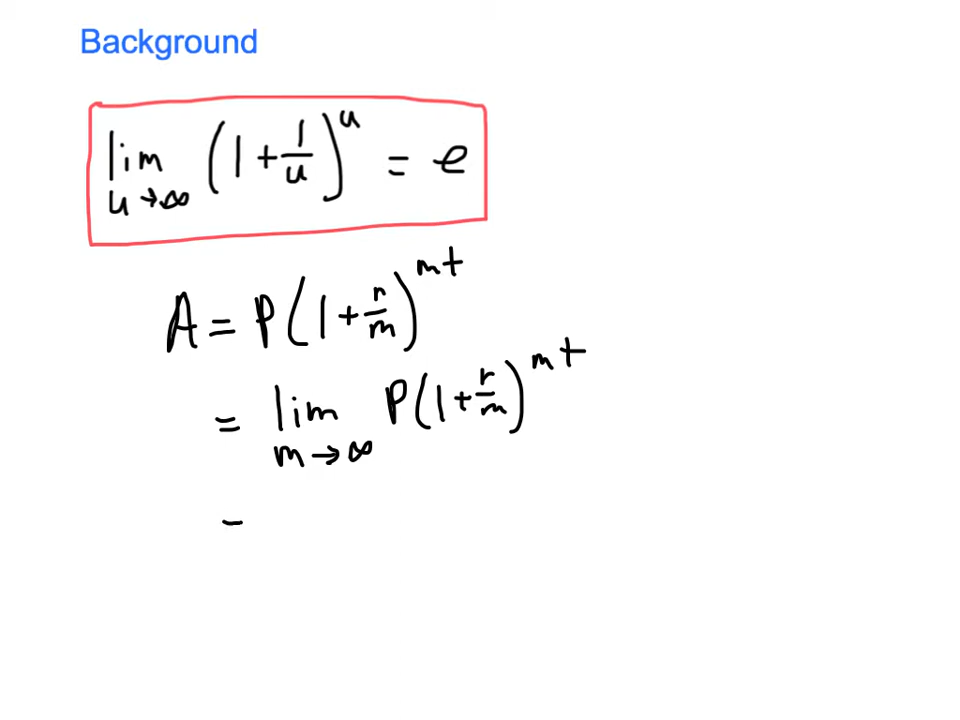 Background
lim u→∞ (1 + 1/u)^u = e
A = P(1 + r/m)^mt
= lim m→∞ P(1 + r/m)^mt
–